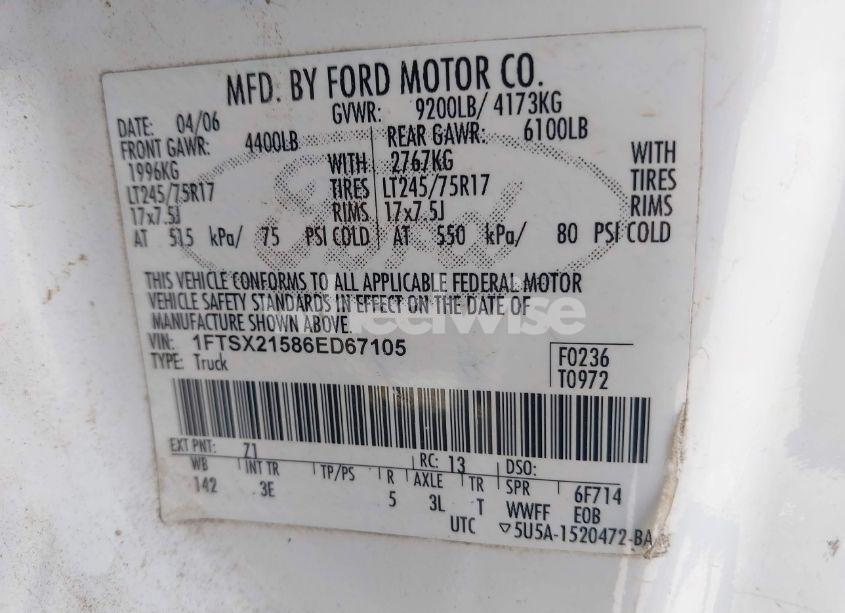 MFD. BY FORD MOTOR CO.
DATE: 04/06 GVWR: 9200LB/ 4173KG
FRONT GAWR: 4400LB REAR GAWR: 6100LB
1996KG WITH 2767KG WITH
LT245/75R17 TIRES LT245/75R17 TIRES
17x7.5J RIMS 17x7.5J RIMS
AT 515 kPa/ 75 PSI COLD AT 550 kPa/ 80 PSI COLD
THIS VEHICLE CONFORMS TO ALL APPLICABLE FEDERAL MOTOR
VEHICLE SAFETY STANDARDS IN EFFECT ON THE DATE OF
MANUFACTURE SHOWN ABOVE.
VIN: 1FTSX21586ED67105
TYPE: Truck
F0236
T0972
EXT PNT: Z1 RC: 13 DSO:
WB INT TR TP/PS R AXLE TR SPR
142 3E 5 3L T WWFF 6F714 E0B
UTC ▽5U5A-1520472-BA
Ford